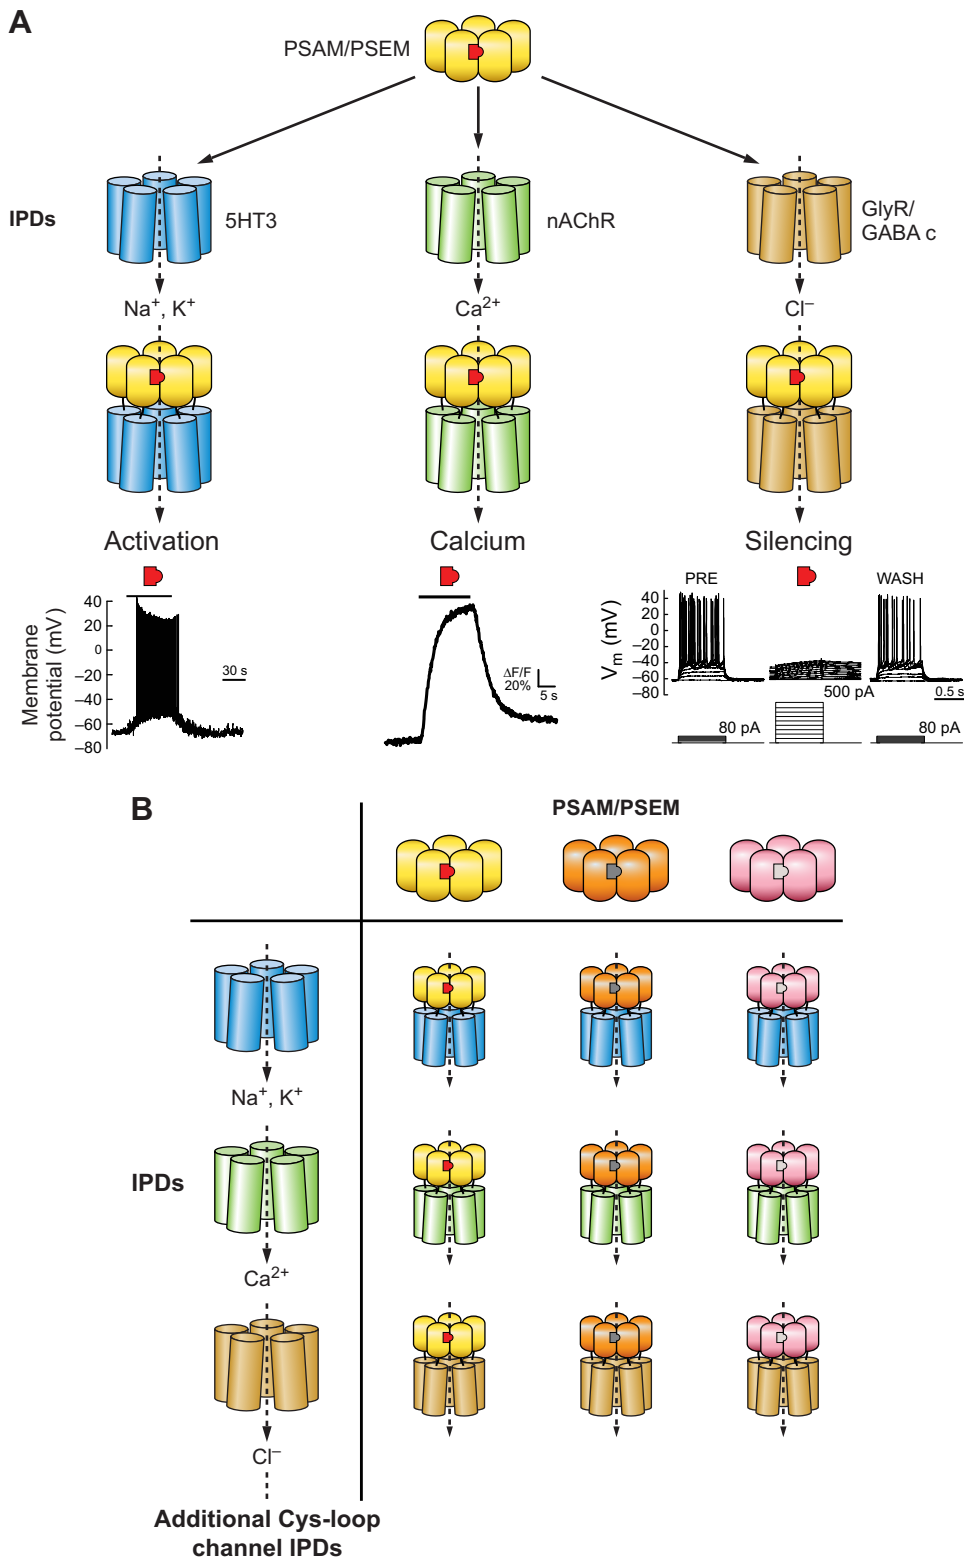 A
PSAM/PSEM
IPDs
5HT3
nAChR
GlyR/
GABA c
Na⁺, K⁺
Ca²⁺
Cl⁻
Activation
Calcium
Silencing
Membrane
potential (mV)
40
20
0
–20
–40
–60
–80
30 s
ΔF/F
20%
5 s
PRE
WASH
Vₘ (mV)
40
20
0
–20
–40
–60
–80
500 pA
0.5 s
80 pA
80 pA
B
PSAM/PSEM
Na⁺, K⁺
IPDs
Ca²⁺
Cl⁻
Additional Cys-loop
channel IPDs